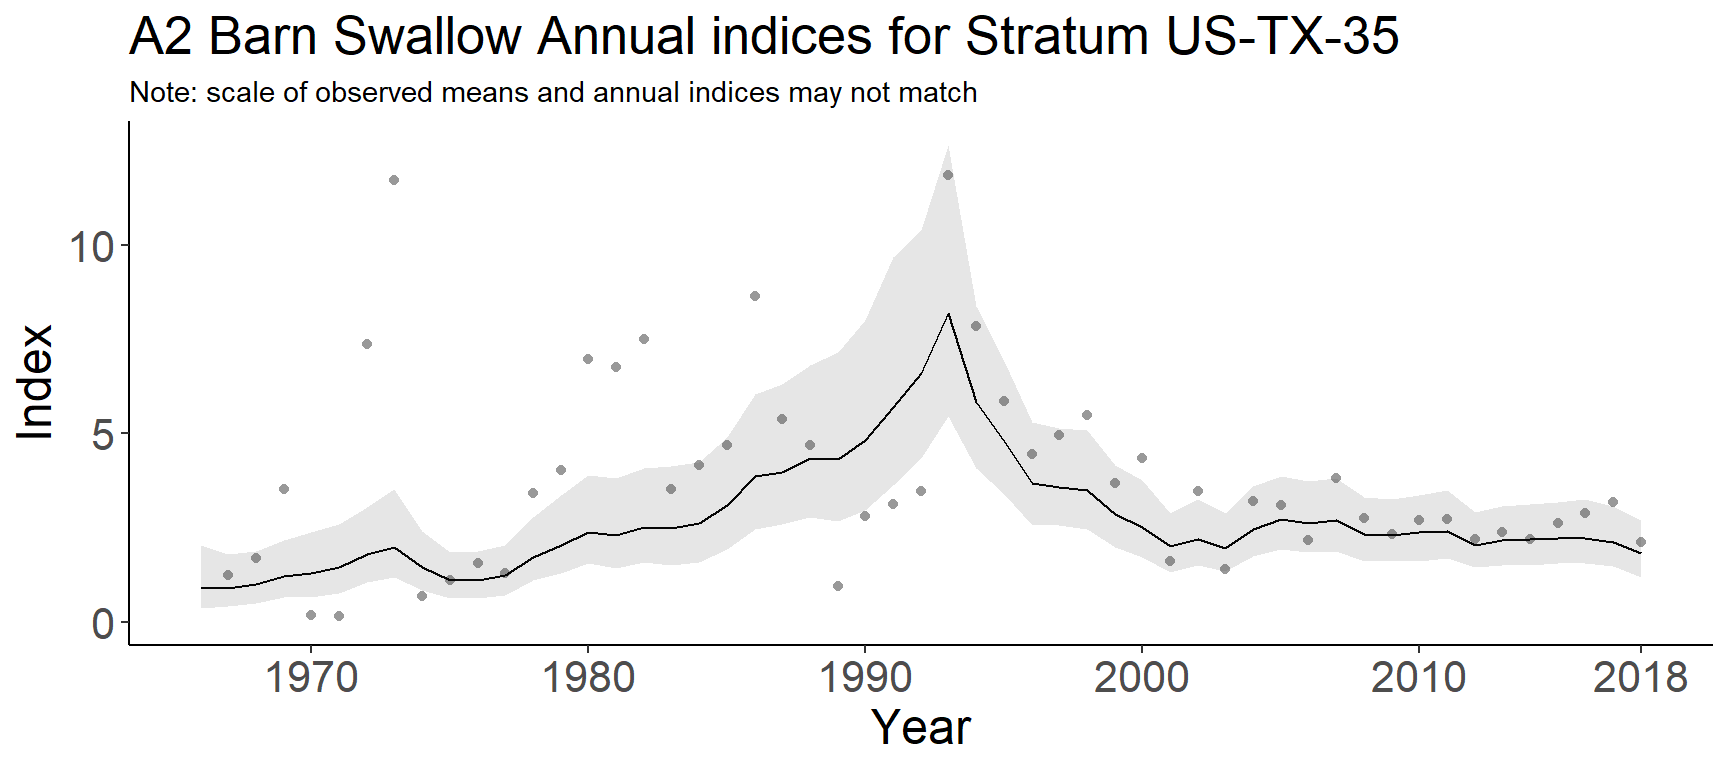 A2 Barn Swallow Annual indices for Stratum US-TX-35
Note: scale of observed means and annual indices may not match
Index
10
5
0
1970 1980 1990 2000 2010 2018
Year